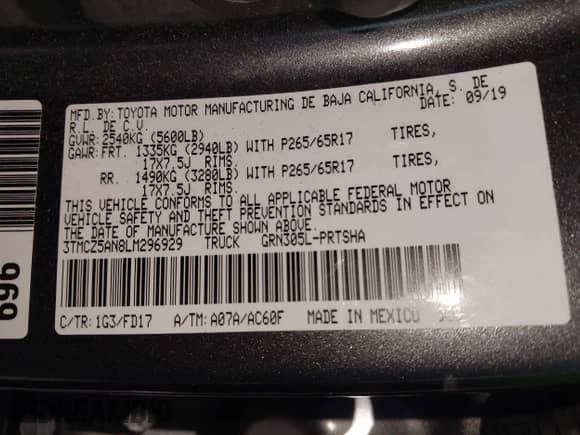 MFD.BY: TOYOTA MOTOR MANUFACTURING DE BAJA CALIFORNIA, S. DE
R.L. DE C.V. DATE: 09/19
GVWR: 2540KG (5600LB)
GAWR: FRT. 1335KG (2940LB) WITH P265/65R17 TIRES,
17X7.5J RIMS.
RR. 1490KG (3280LB) WITH P265/65R17 TIRES,
17X7.5J RIMS.
THIS VEHICLE CONFORMS TO ALL APPLICABLE FEDERAL MOTOR
VEHICLE SAFETY AND THEFT PREVENTION STANDARDS IN EFFECT ON
THE DATE OF MANUFACTURE SHOWN ABOVE.
3TMCZ5AN8LM296929 TRUCK GRN305L-PRTSHA
C/TR: 1G3/FD17 A/TM: A07A/AC60F MADE IN MEXICO
696